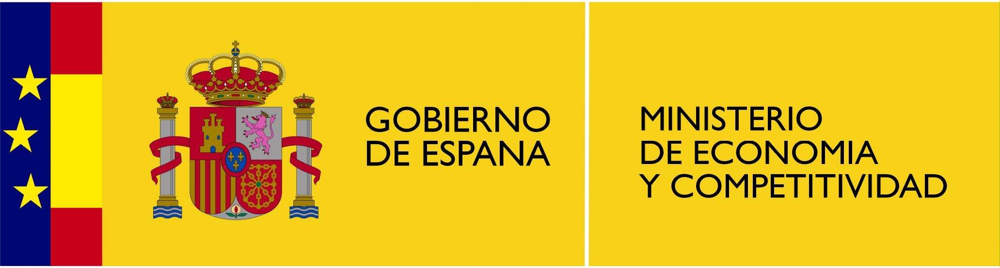 GOBIERNO
DE ESPANA
MINISTERIO
DE ECONOMIA
Y COMPETITIVIDAD